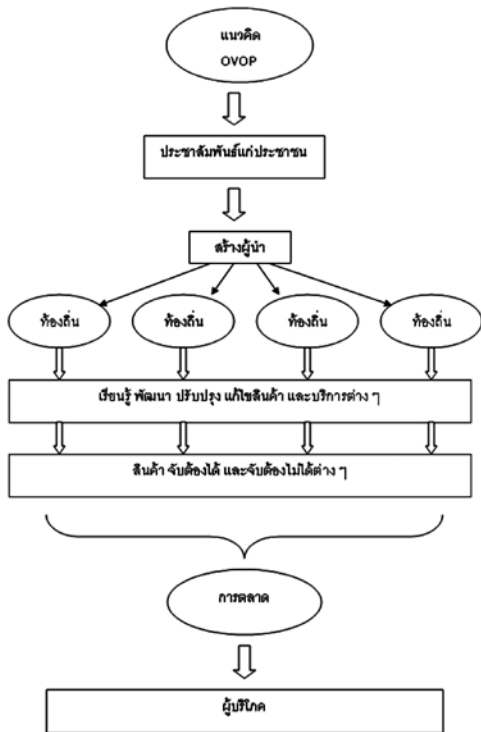 แนวคิด
OVOP
ประชาสัมพันธ์แก่ประชาชน
สร้างผู้นำ
ท้องถิ่น ท้องถิ่น ท้องถิ่น ท้องถิ่น
เรียนรู้ พัฒนา ปรับปรุง แก้ไขสินค้า และบริการต่าง ๆ
สินค้า จับต้องได้ และจับต้องไม่ได้ต่าง ๆ
การตลาด
ผู้บริโภค